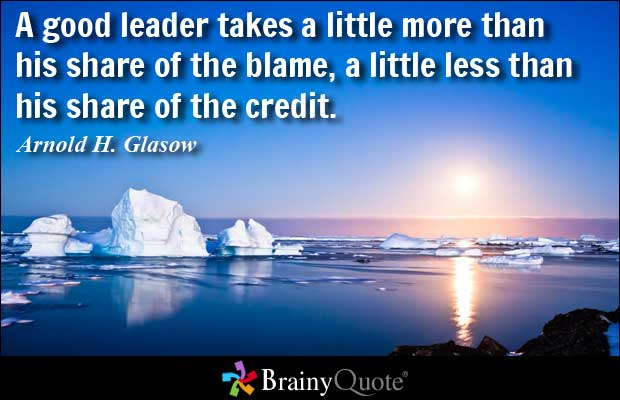 A good leader takes a little more than
his share of the blame, a little less than
his share of the credit.
Arnold H. Glasow
BrainyQuote®